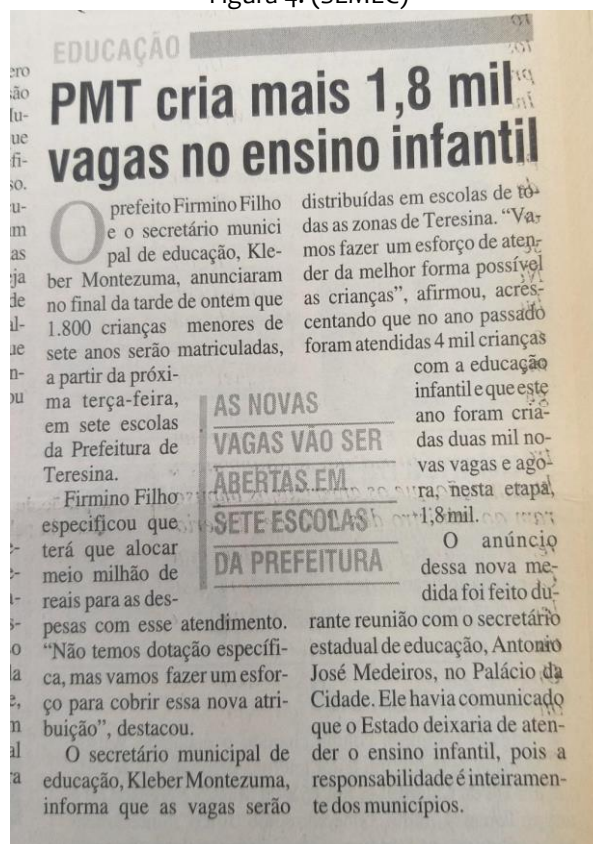 Figura 4. (SEMEC)
EDUCAÇÃO
PMT cria mais 1,8 mil
vagas no ensino infantil
O prefeito Firmino Filho
e o secretário munici
pal de educação, Kle-
ber Montezuma, anunciaram
no final da tarde de ontem que
1.800 crianças menores de
sete anos serão matriculadas,
a partir da próxi-
ma terça-feira,
em sete escolas
da Prefeitura de
Teresina.
Firmino Filho
especificou que
terá que alocar
meio milhão de
reais para as des-
pesas com esse atendimento.
“Não temos dotação específi-
ca, mas vamos fazer um esfor-
ço para cobrir essa nova atri-
buição”, destacou.
O secretário municipal de
educação, Kleber Montezuma,
informa que as vagas serão
AS NOVAS
VAGAS VÃO SER
ABERTAS EM
SETE ESCOLAS
DA PREFEITURA
distribuídas em escolas de to-
das as zonas de Teresina. “Va-
mos fazer um esforço de aten-
der da melhor forma possível
as crianças”, afirmou, acres-
centando que no ano passado
foram atendidas 4 mil crianças
com a educação
infantil e que este
ano foram cria-
das duas mil no-
vas vagas e ago-
ra, nesta etapa,
1,8 mil.
O anúncio
dessa nova me-
dida foi feito du-
rante reunião com o secretário
estadual de educação, Antonio
José Medeiros, no Palácio da
Cidade. Ele havia comunicado
que o Estado deixaria de aten-
der o ensino infantil, pois a
responsabilidade é inteiramen-
te dos municípios.